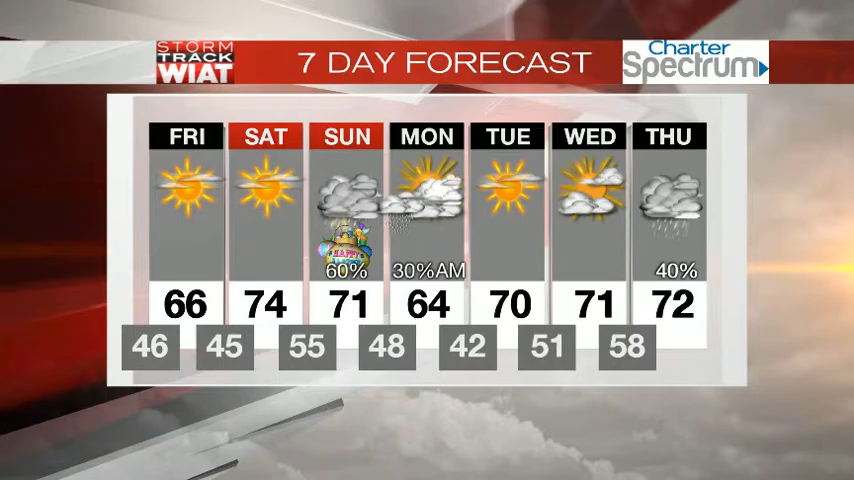 STORM
TRACK
WIAT
7 DAY FORECAST
Charter
Spectrum
FRI SAT SUN MON TUE WED THU
HAPPY
60% 30%AM 40%
66 74 71 64 70 71 72
46 45 55 48 42 51 58